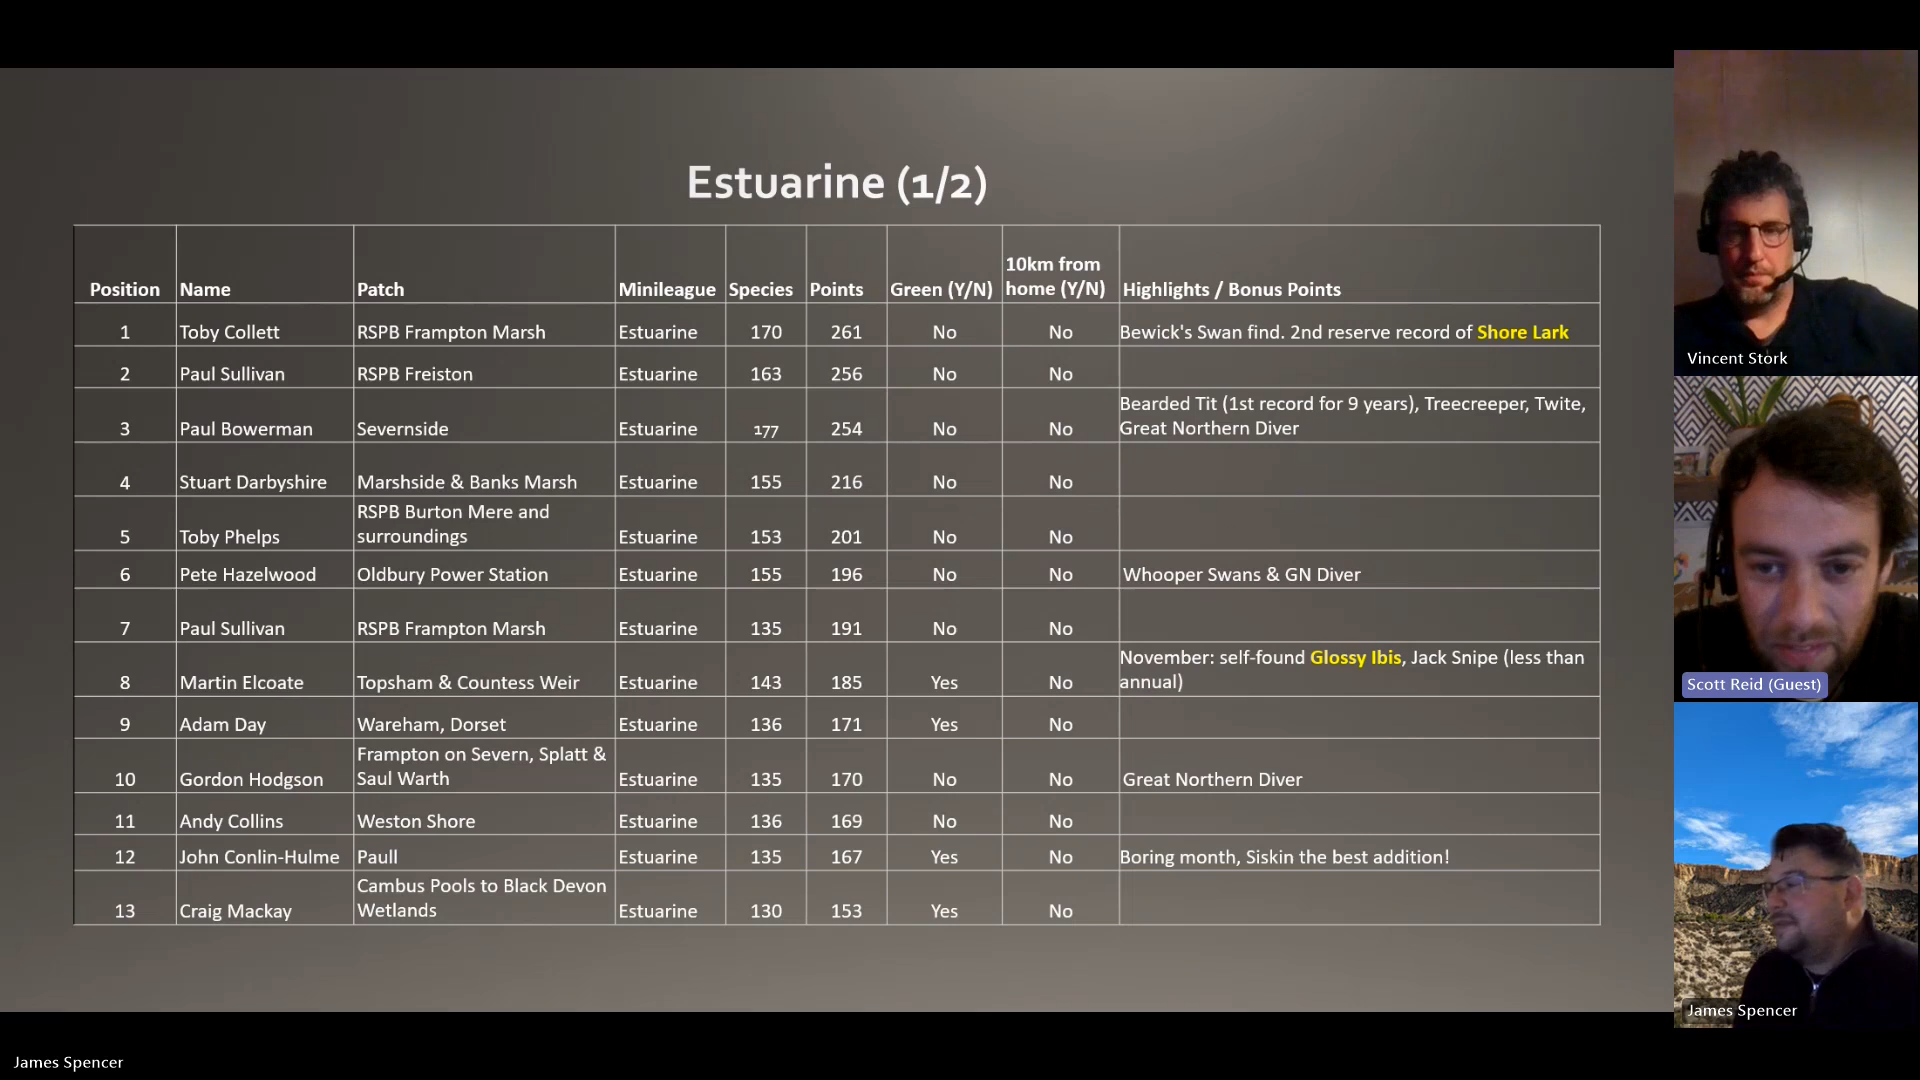 Estuarine (1/2)
Position Name Patch Minileague Species Points Green (Y/N) 10km from home (Y/N) Highlights / Bonus Points
1 Toby Collett RSPB Frampton Marsh Estuarine 170 261 No No Bewick's Swan find. 2nd reserve record of Shore Lark
2 Paul Sullivan RSPB Freiston Estuarine 163 256 No No
3 Paul Bowerman Severnside Estuarine 177 254 No No Bearded Tit (1st record for 9 years), Treecreeper, Twite, Great Northern Diver
4 Stuart Darbyshire Marshside & Banks Marsh Estuarine 155 216 No No
5 Toby Phelps RSPB Burton Mere and surroundings Estuarine 153 201 No No
6 Pete Hazelwood Oldbury Power Station Estuarine 155 196 No No Whooper Swans & GN Diver
7 Paul Sullivan RSPB Frampton Marsh Estuarine 135 191 No No
8 Martin Elcoate Topsham & Countess Weir Estuarine 143 185 Yes No November: self-found Glossy Ibis, Jack Snipe (less than annual)
9 Adam Day Wareham, Dorset Estuarine 136 171 Yes No
10 Gordon Hodgson Frampton on Severn, Splatt & Saul Warth Estuarine 135 170 No No Great Northern Diver
11 Andy Collins Weston Shore Estuarine 136 169 No No
12 John Conlin-Hulme Paull Estuarine 135 167 Yes No Boring month, Siskin the best addition!
13 Craig Mackay Cambus Pools to Black Devon Wetlands Estuarine 130 153 Yes No
Vincent Stork
Scott Reid (Guest)
James Spencer
James Spencer